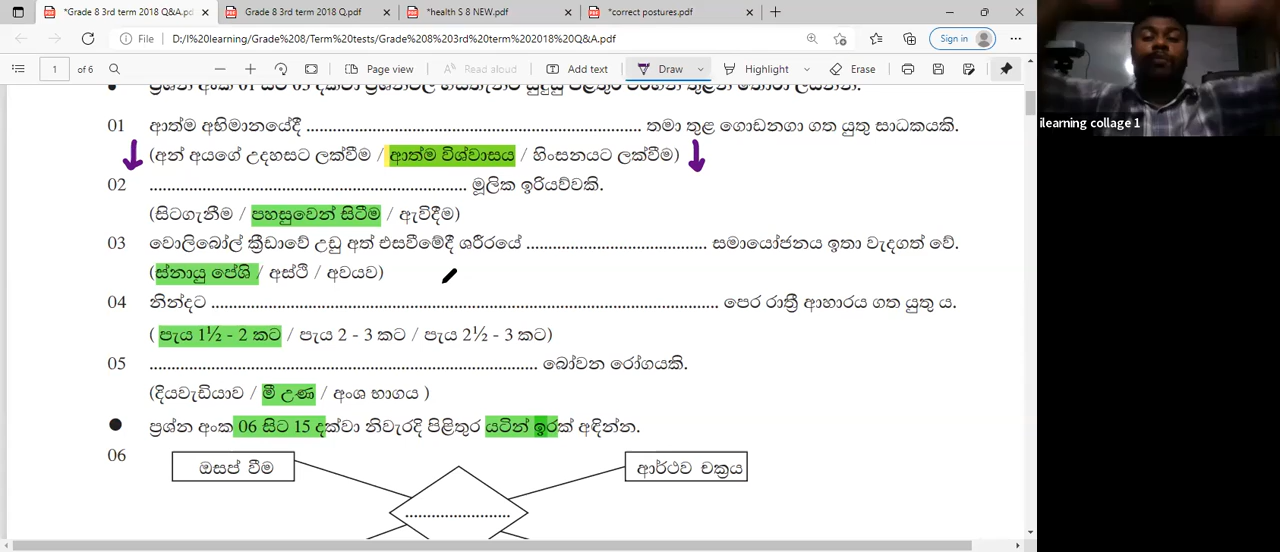 *Grade 8 3rd term 2018 Q&A.pd
Grade 8 3rd term 2018 Q.pdf
*health S 8 NEW.pdf
*correct postures.pdf
File D:/I%20learning/Grade%208/Term%20tests/Grade%208%203rd%20term%202018%20Q&A.pdf
Sign in
1 of 6 Page view Read aloud Add text Draw Highlight Erase
ilearning collage 1
01 ආත්ම අභිමානයේදී ............................................................................ තමා තුළ ගොඩනගා ගත යුතු සාධකයකි.
(අන් අයගේ උදහසට ලක්වීම / ආත්ම විශ්වාසය / හිංසනයට ලක්වීම)
02 ........................................................................ මූලික ඉරියව්වකි.
(සිටගැනීම / පහසුවෙන් සිටීම / ඇවිදීම)
03 වොලිබෝල් ක්‍රීඩාවේ උඩු අත් එසවීමේදී ශරීරයේ ......................................... සමායෝජනය ඉතා වැදගත් වේ.
(ස්නායු පේශි / අස්ථි / අවයව)
04 නින්දට .................................................................................................................... පෙර රාත්‍රී ආහාරය ගත යුතු ය.
( පැය 1½ - 2 කට / පැය 2 - 3 කට / පැය 2½ - 3 කට)
05 ......................................................................................... බෝවන රෝගයකි.
(දියවැඩියාව / මී උණ / අංශ භාගය )
● ප්‍රශ්න අංක 06 සිට 15 දක්වා නිවැරදි පිළිතුර යටින් ඉරක් අඳින්න.
06
ඔසප් වීම
ආර්ථව චක්‍රය
........................